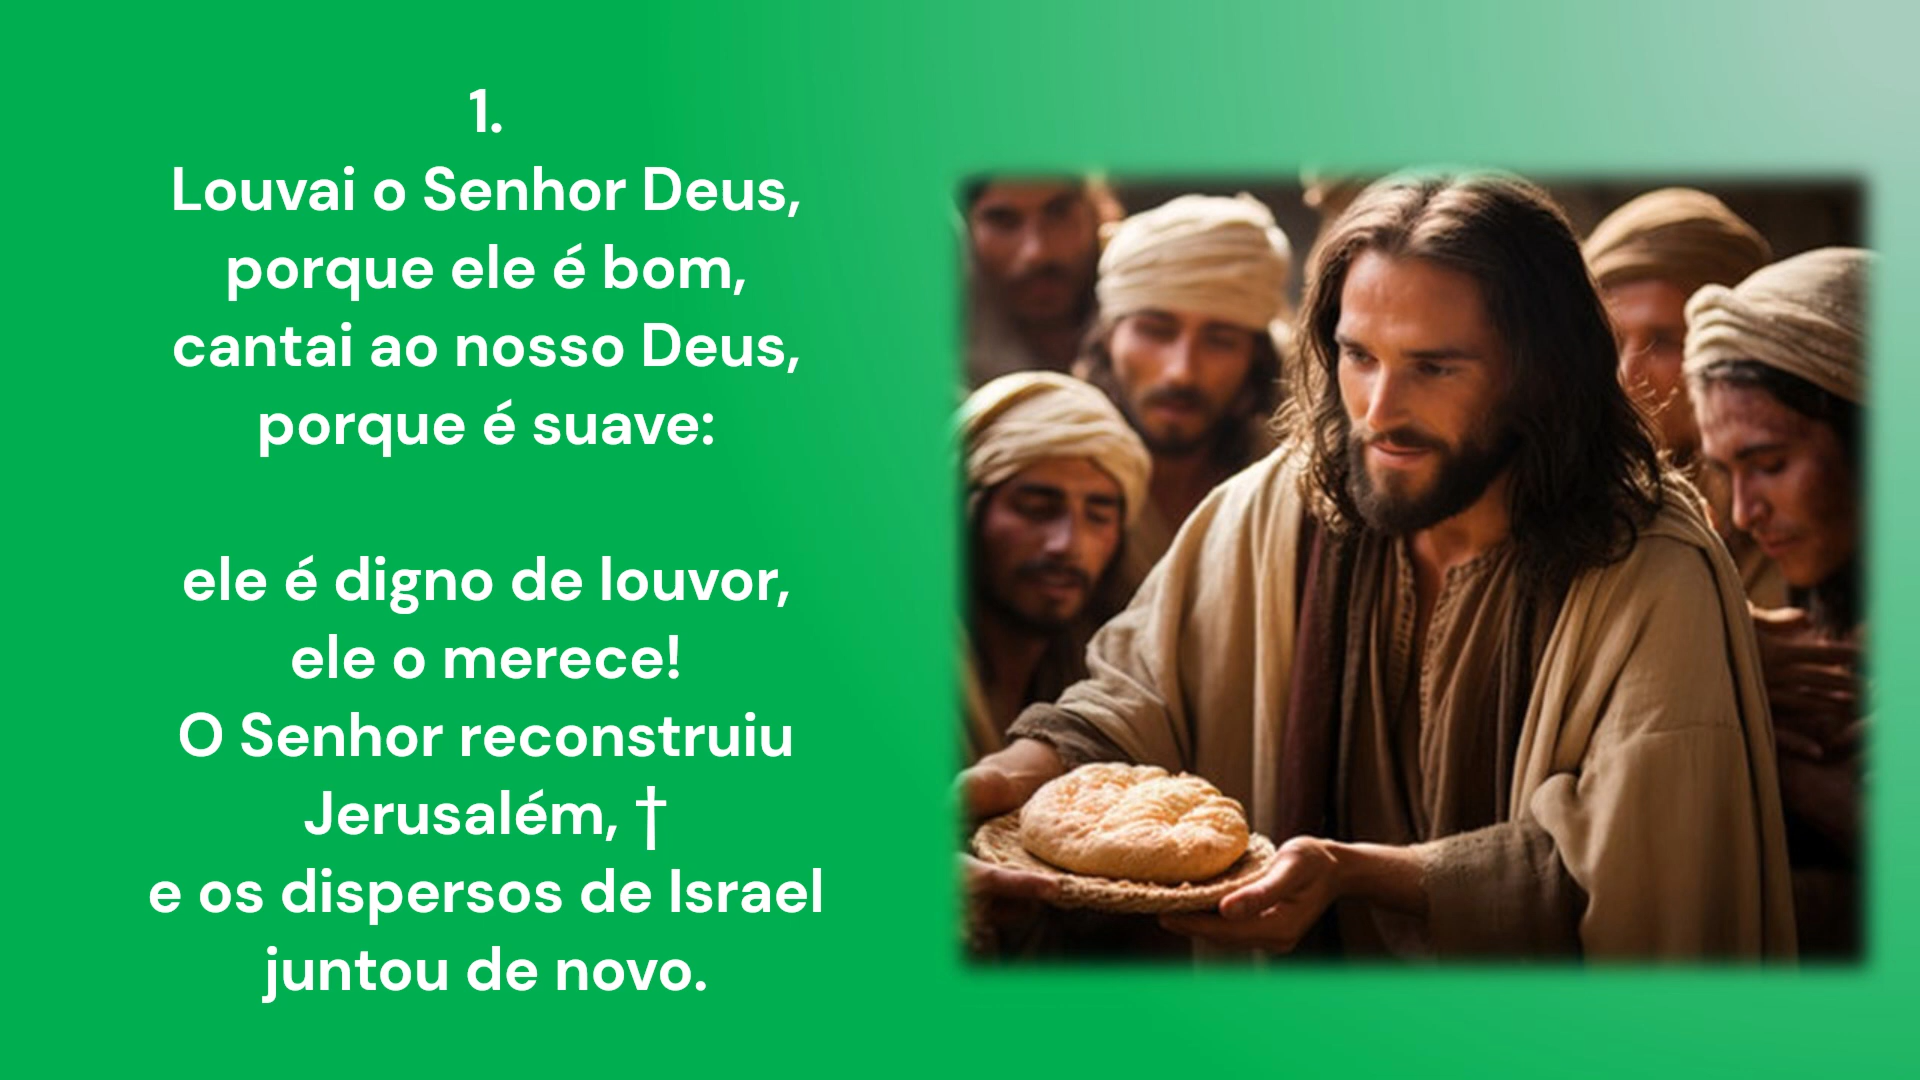 1.
Louvai o Senhor Deus,
porque ele é bom,
cantai ao nosso Deus,
porque é suave:
ele é digno de louvor,
ele o merece!
O Senhor reconstruiu
Jerusalém, †
e os dispersos de Israel
juntou de novo.